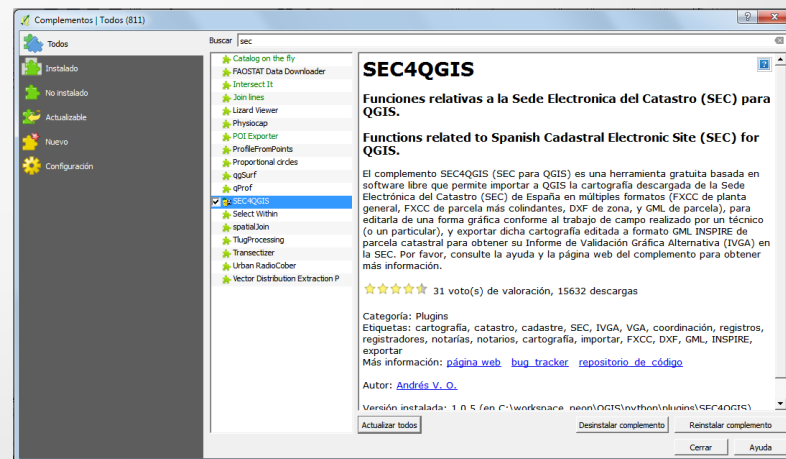 Complementos | Todos (811)
Todos
Instalado
No instalado
Actualizable
Nuevo
Configuración
Buscar sec
Catalog on the fly
FAOSTAT Data Downloader
Intersect It
Join lines
Lizard Viewer
Physiocap
POI Exporter
ProfileFromPoints
Proportional circles
qgSurf
qProf
SEC4QGIS
Select Within
spatialJoin
TlugProcessing
Transectizer
Urban RadioCober
Vector Distribution Extraction P
SEC4QGIS
Funciones relativas a la Sede Electronica del Catastro (SEC) para
QGIS.
Functions related to Spanish Cadastral Electronic Site (SEC) for
QGIS.
El complemento SEC4QGIS (SEC para QGIS) es una herramienta gratuita basada en
software libre que permite importar a QGIS la cartografía descargada de la Sede
Electrónica del Catastro (SEC) de España en múltiples formatos (FXCC de planta
general, FXCC de parcela más colindantes, DXF de zona, y GML de parcela), para
editarla de una forma gráfica conforme al trabajo de campo realizado por un técnico
(o un particular), y exportar dicha cartografía editada a formato GML INSPIRE de
parcela catastral para obtener su Informe de Validación Gráfica Alternativa (IVGA) en
la SEC. Por favor, consulte la ayuda y la página web del complemento para obtener
más información.
31 voto(s) de valoración, 15632 descargas
Categoría: Plugins
Etiquetas: cartografía, catastro, cadastre, SEC, IVGA, VGA, coordinación, registros,
registradores, notarías, notarios, cartografía, importar, FXCC, DXF, GML, INSPIRE,
exportar
Más información: página web bug tracker repositorio de código
Autor: Andrés V. O.
Versión instalada: 1.0.5 (en C:\workspace_neon\QGIS\python\plugins\SEC4QGIS)
Actualizar todos
Desinstalar complemento
Reinstalar complemento
Cerrar
Ayuda